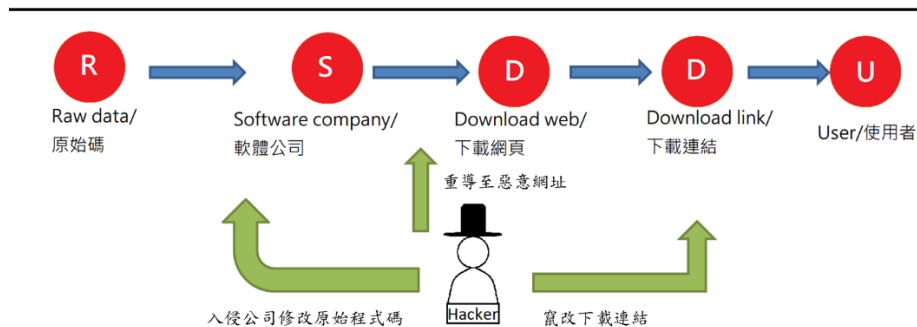 R
S
D
D
U
Raw data/
原始碼
Software company/
軟體公司
Download web/
下載網頁
Download link/
下載連結
User/使用者
重導至惡意網址
Hacker
入侵公司修改原始程式碼
竄改下載連結